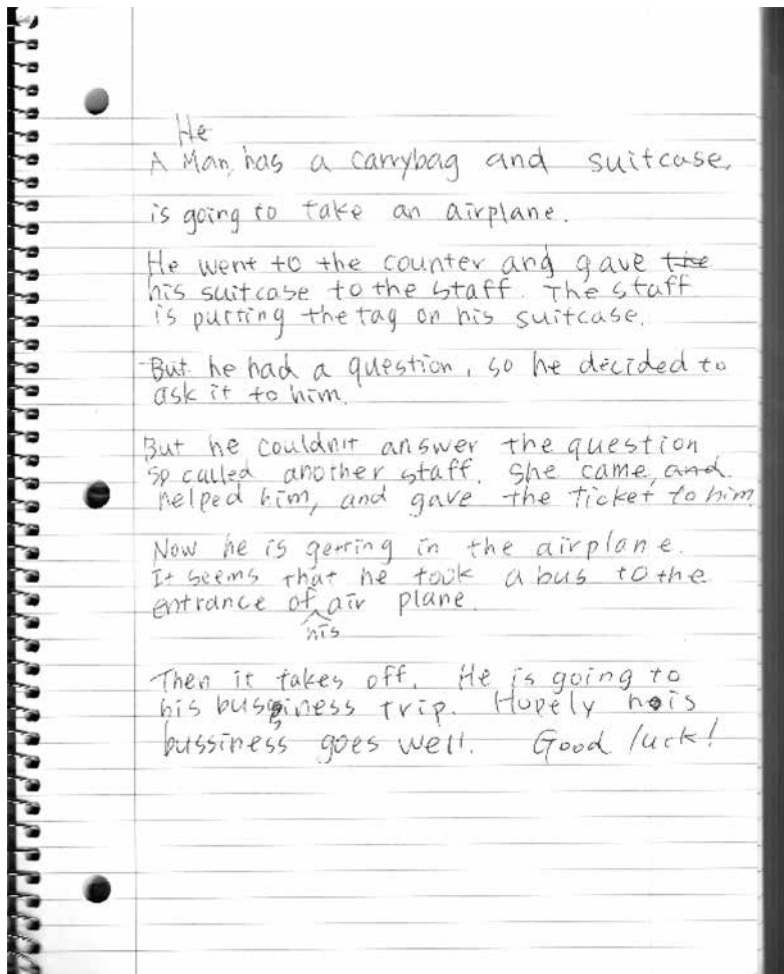 He
A Man, has a carrybag and suitcase,
is going to take an airplane.
He went to the counter and gave the
his suitcase to the staff. The staff
is putting the tag on his suitcase.
But he had a question, so he decided to
ask it to him.
But he couldn't answer the question
so called another staff. She came, and
helped him, and gave the ticket to him.
Now he is getting in the airplane.
It seems that he took a bus to the
entrance of air plane.
his
Then it takes off. He is going to
his bussiness trip. Hopely his
bussiness goes well. Good luck!